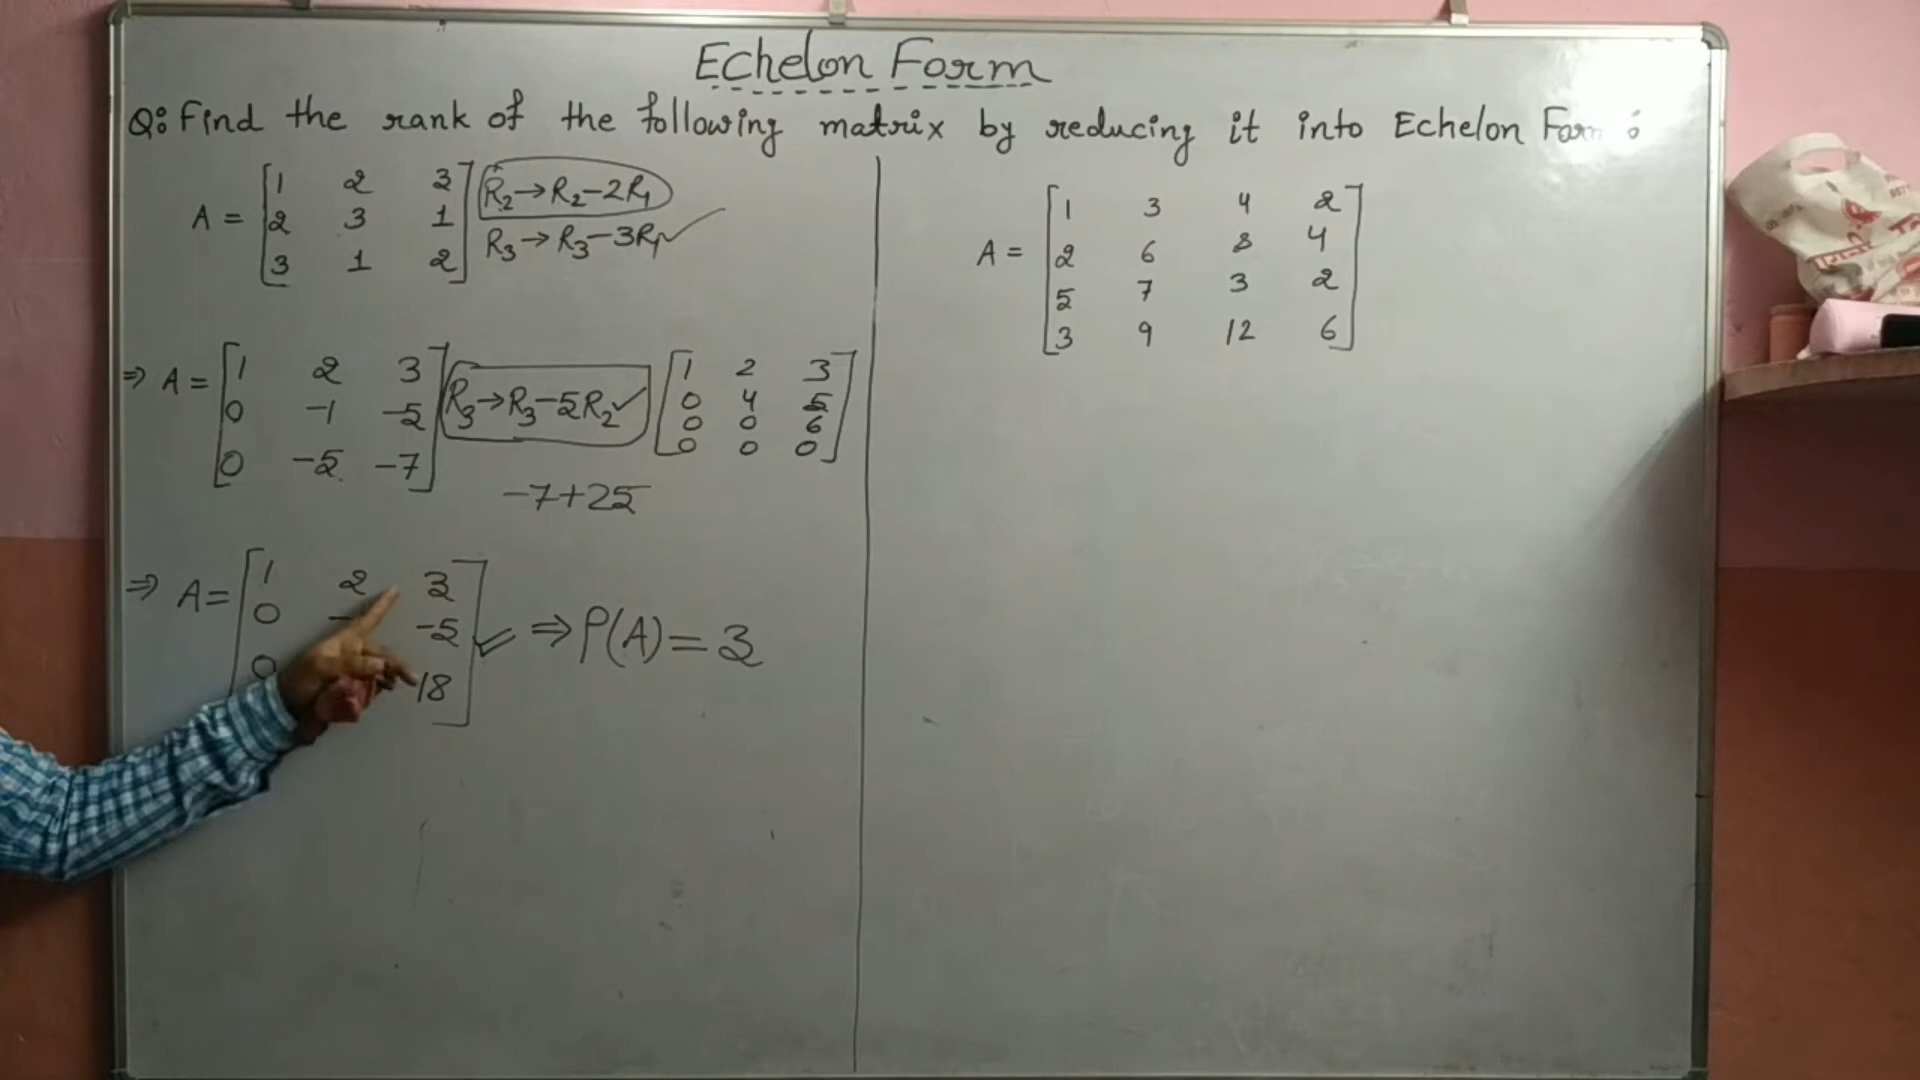 Echelon Form
Q: Find the rank of the following matrix by reducing it into Echelon Form :
A = [1 2 3] R₂→R₂-2R₁
[2 3 1] R₃→R₃-3R₁
[3 1 2]
⇒ A = [1 2 3
0 -1 -5
0 -5 -7]
R₃→R₃-5R₂ ✓
[1 2 3
0 4 5
0 0 6
0 0 0]
-7+25
⇒ A = [1 2 3
0 -5
0 18]
⇒ P(A) = 3
A = [1 3 4 2
2 6 8 4
5 7 3 2
3 9 12 6]